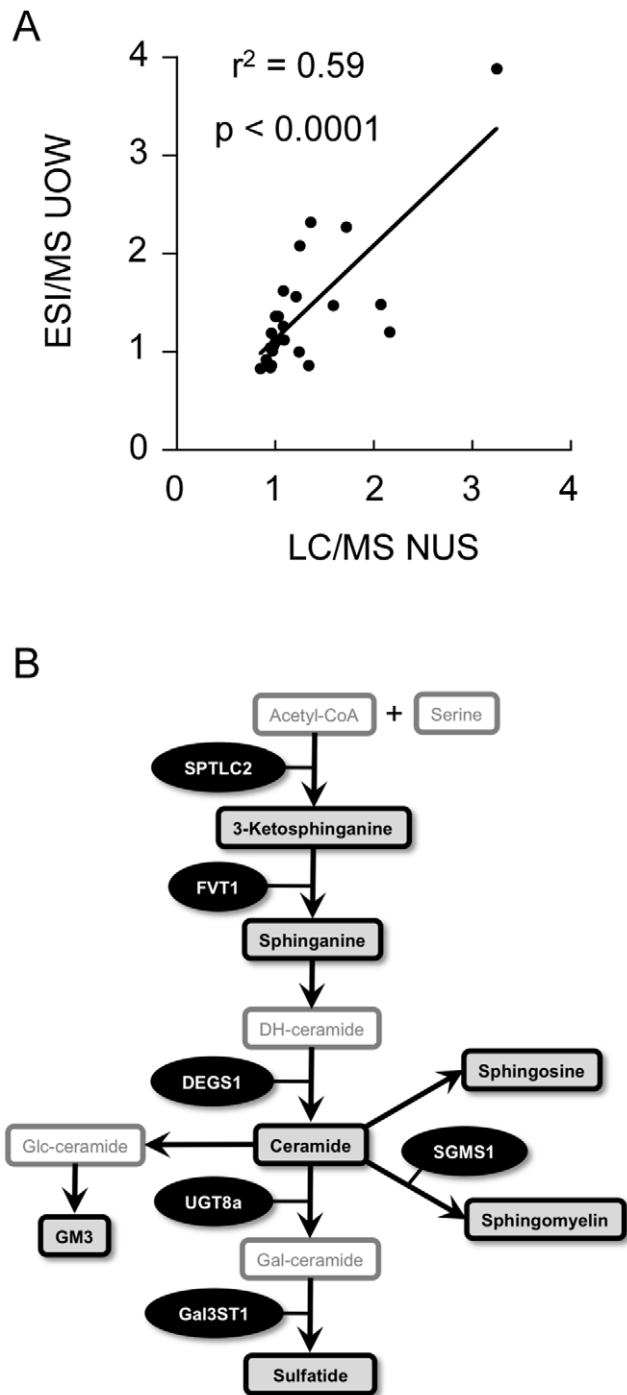 A
r² = 0.59
p < 0.0001
4
3
2
1
0
ESI/MS UOW
0 1 2 3 4
LC/MS NUS
B
Acetyl-CoA + Serine
SPTLC2
3-Ketosphinganine
FVT1
Sphinganine
DH-ceramide
DEGS1
Sphingosine
Glc-ceramide
Ceramide
SGMS1
UGT8a
GM3
Sphingomyelin
Gal-ceramide
Gal3ST1
Sulfatide